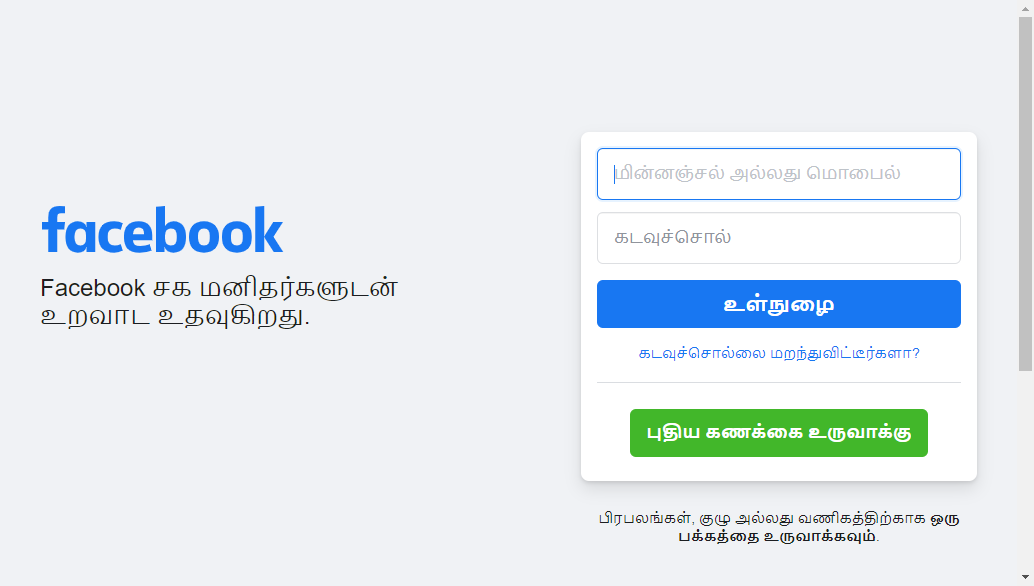 facebook
Facebook சக மனிதர்களுடன்
உறவாட உதவுகிறது.
மின்னஞ்சல் அல்லது மொபைல்
கடவுச்சொல்
உள்நுழை
கடவுச்சொல்லை மறந்துவிட்டீர்களா?
புதிய கணக்கை உருவாக்கு
பிரபலங்கள், குழு அல்லது வணிகத்திற்காக ஒரு
பக்கத்தை உருவாக்கவும்.